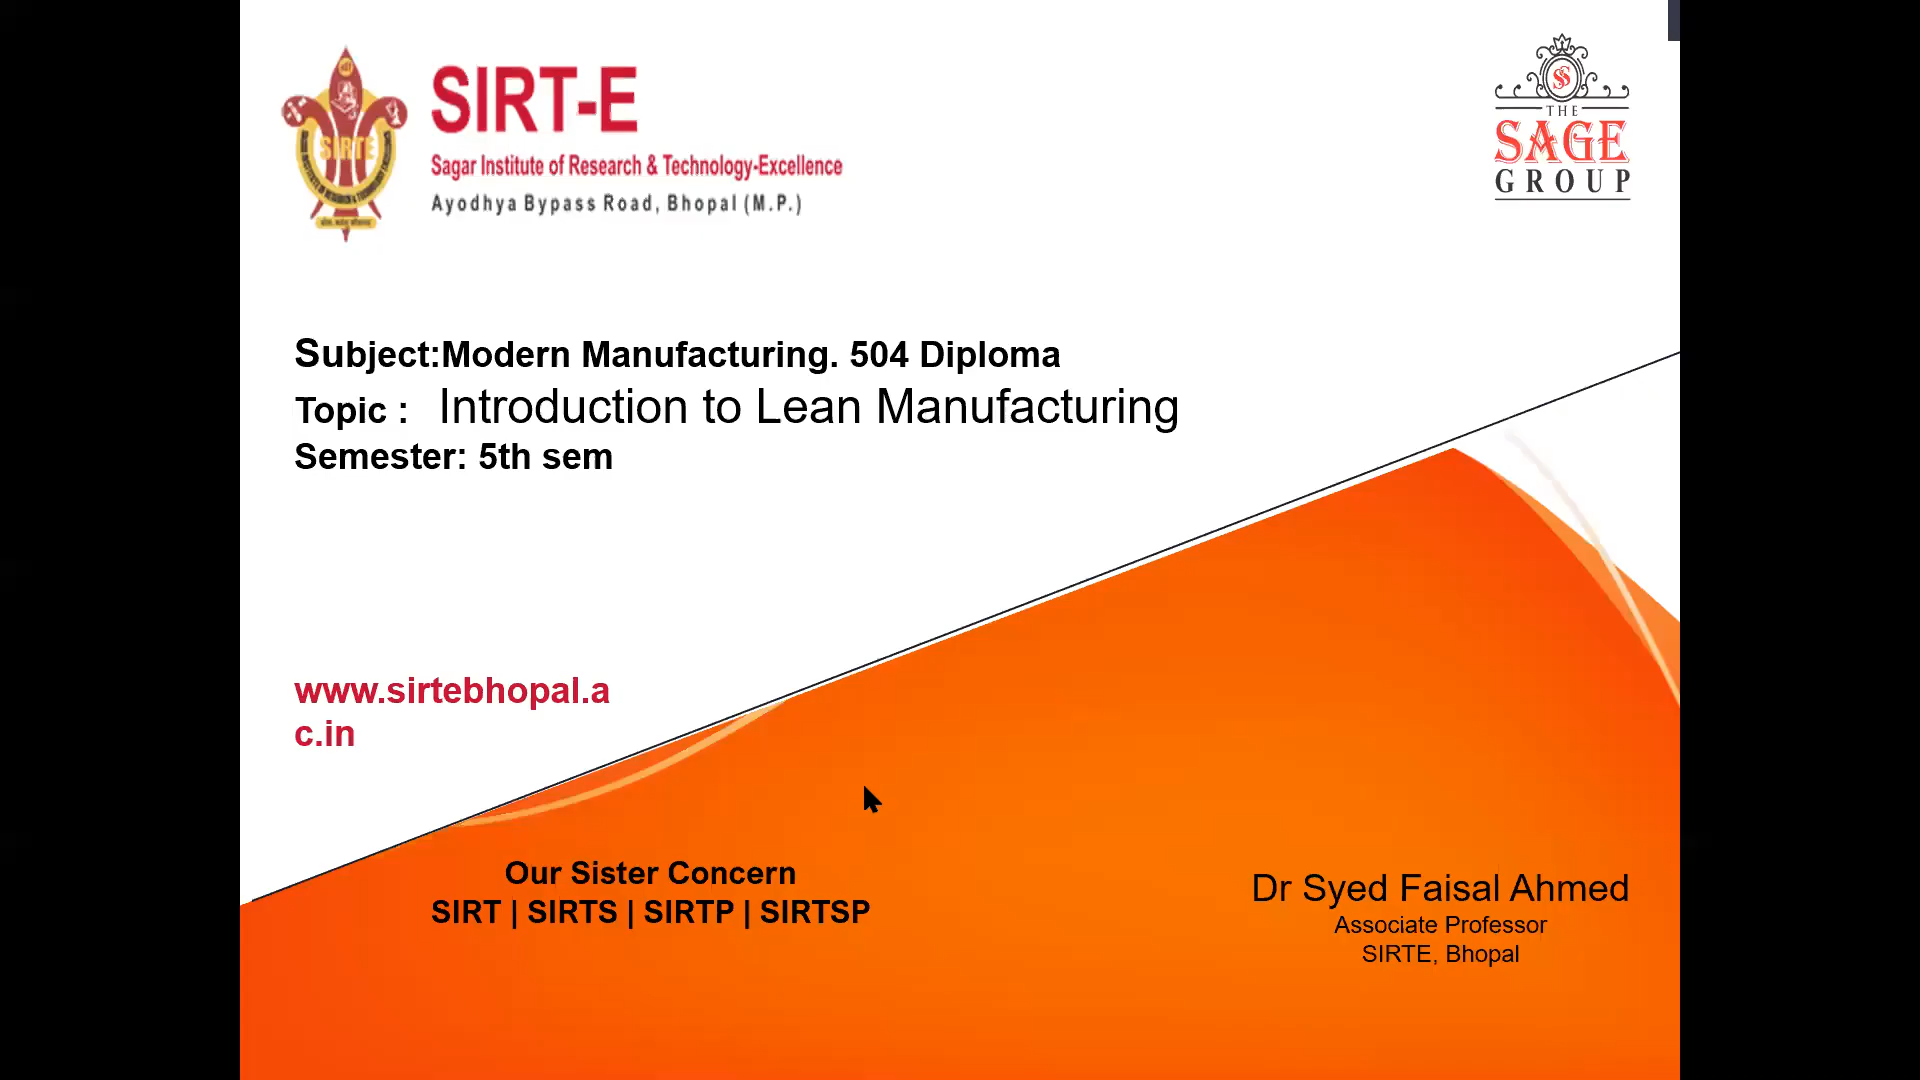 SIRTE
SIRT-E
Sagar Institute of Research & Technology-Excellence
Ayodhya Bypass Road, Bhopal (M.P.)
THE
SAGE
GROUP
Subject:Modern Manufacturing. 504 Diploma
Topic : Introduction to Lean Manufacturing
Semester: 5th sem
www.sirtebhopal.a
c.in
Our Sister Concern
SIRT | SIRTS | SIRTP | SIRTSP
Dr Syed Faisal Ahmed
Associate Professor
SIRTE, Bhopal